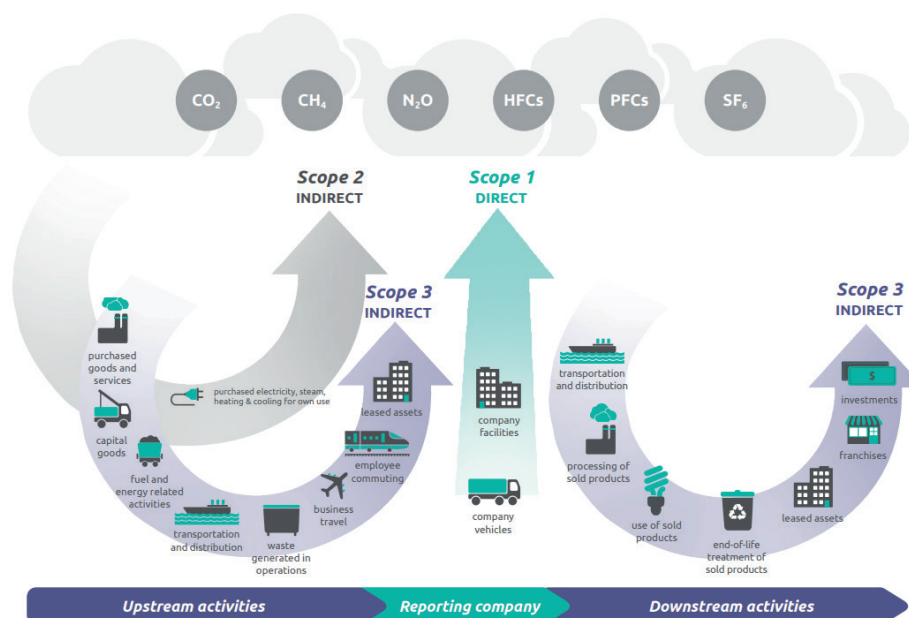 CO₂
CH₄
N₂O
HFCs
PFCs
SF₆
Scope 2
INDIRECT
Scope 1
DIRECT
Scope 3
INDIRECT
Scope 3
INDIRECT
purchased
goods and
services
capital
goods
fuel and
energy related
activities
purchased electricity, steam,
heating & cooling for own use
transportation
and distribution
waste
generated in
operations
business
travel
employee
commuting
leased assets
company
facilities
company
vehicles
transportation
and distribution
processing of
sold products
use of sold
products
end-of-life
treatment of
sold products
leased assets
franchises
$
investments
Upstream activities
Reporting company
Downstream activities